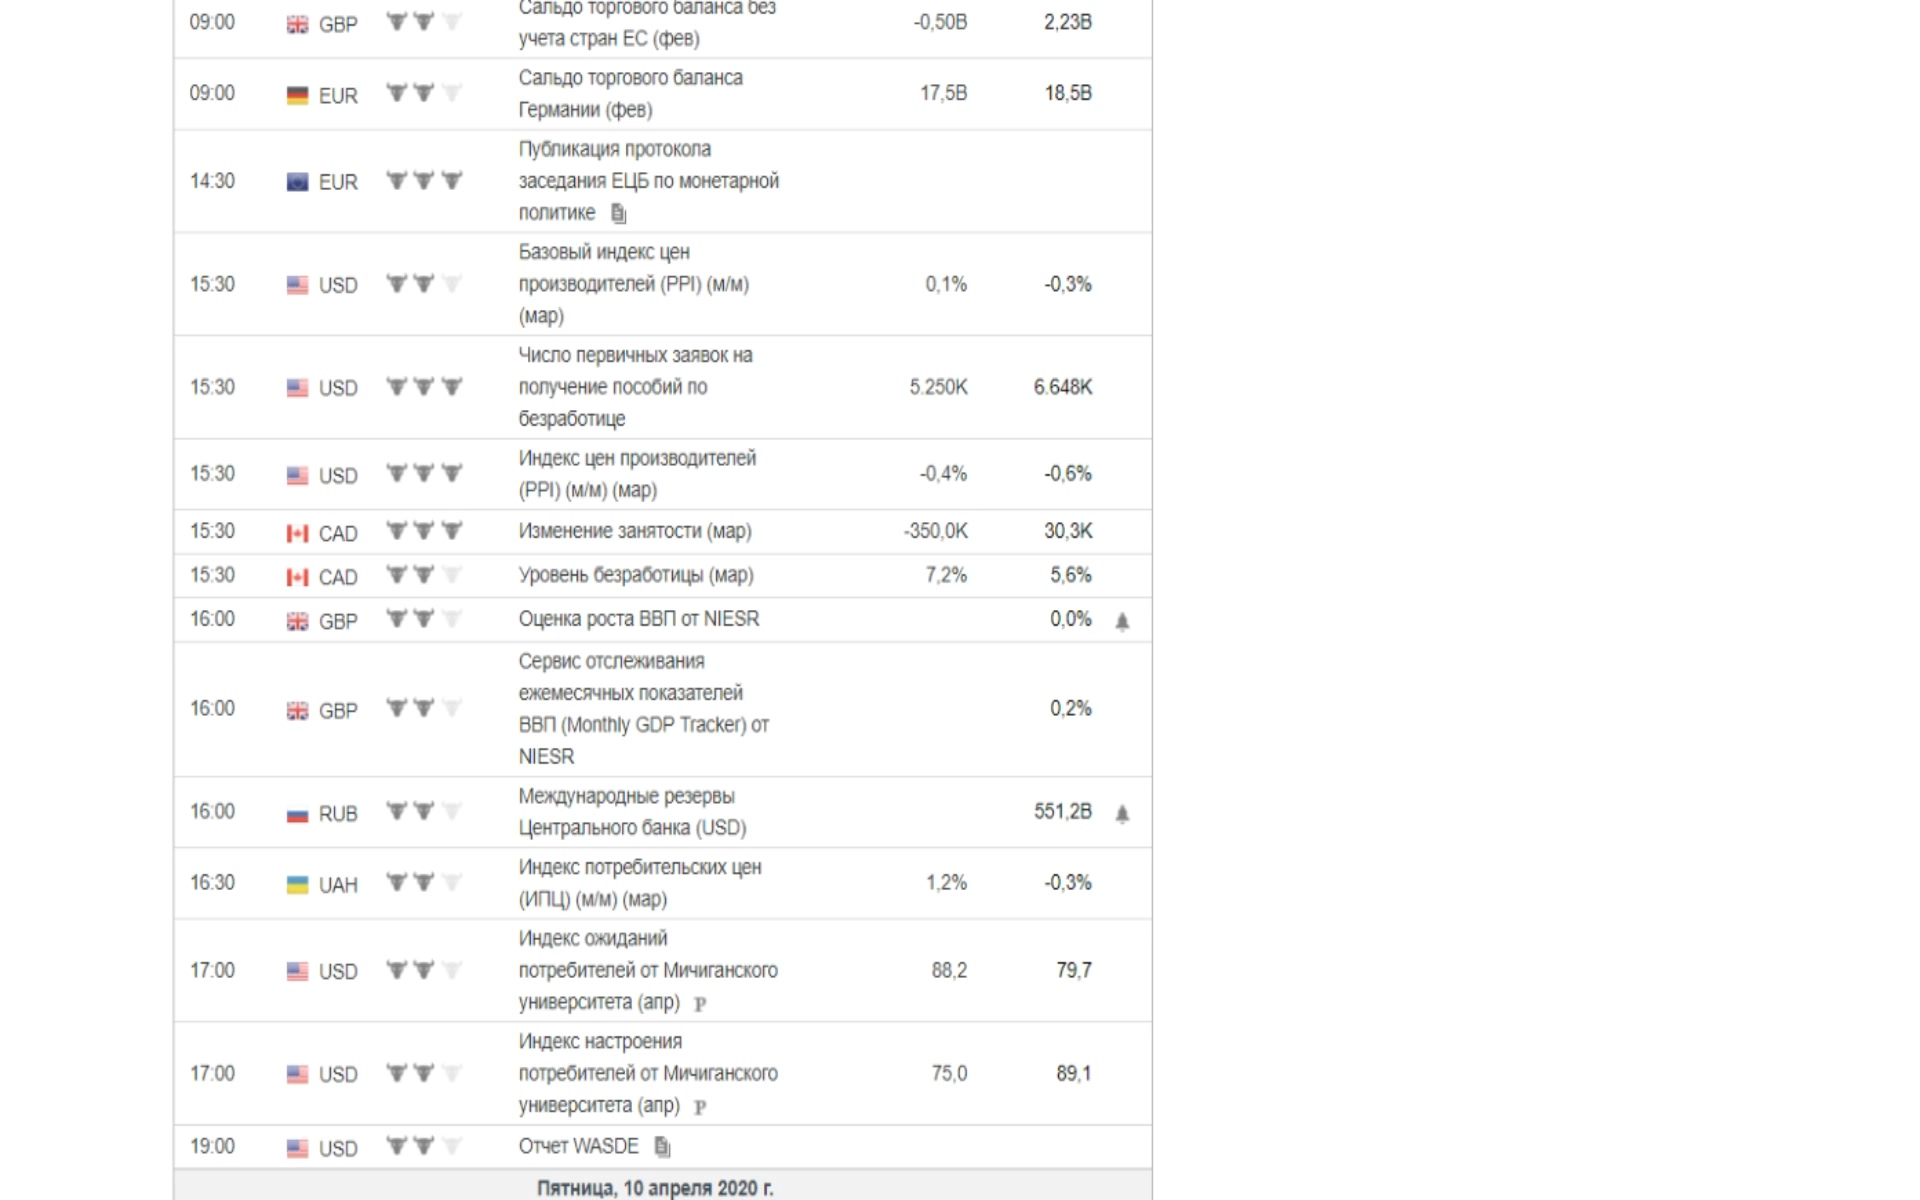 Сальдо торгового баланса без
09:00 GBP учета стран ЕС (фев) -0,50B 2,23B
Сальдо торгового баланса
09:00 EUR Германии (фев) 17,5B 18,5B
Публикация протокола
14:30 EUR заседания ЕЦБ по монетарной
политике
Базовый индекс цен
15:30 USD производителей (PPI) (м/м) 0,1% -0,3%
(мар)
Число первичных заявок на
15:30 USD получение пособий по 5.250K 6.648K
безработице
Индекс цен производителей
15:30 USD (PPI) (м/м) (мар) -0,4% -0,6%
15:30 CAD Изменение занятости (мар) -350,0K 30,3K
15:30 CAD Уровень безработицы (мар) 7,2% 5,6%
16:00 GBP Оценка роста ВВП от NIESR 0,0%
Сервис отслеживания
ежемесячных показателей
16:00 GBP ВВП (Monthly GDP Tracker) от 0,2%
NIESR
Международные резервы
16:00 RUB Центрального банка (USD) 551,2B
Индекс потребительских цен
16:30 UAH (ИПЦ) (м/м) (мар) 1,2% -0,3%
Индекс ожиданий
17:00 USD потребителей от Мичиганского 88,2 79,7
университета (апр) P
Индекс настроения
17:00 USD потребителей от Мичиганского 75,0 89,1
университета (апр) P
19:00 USD Отчет WASDE
Пятница, 10 апреля 2020 г.